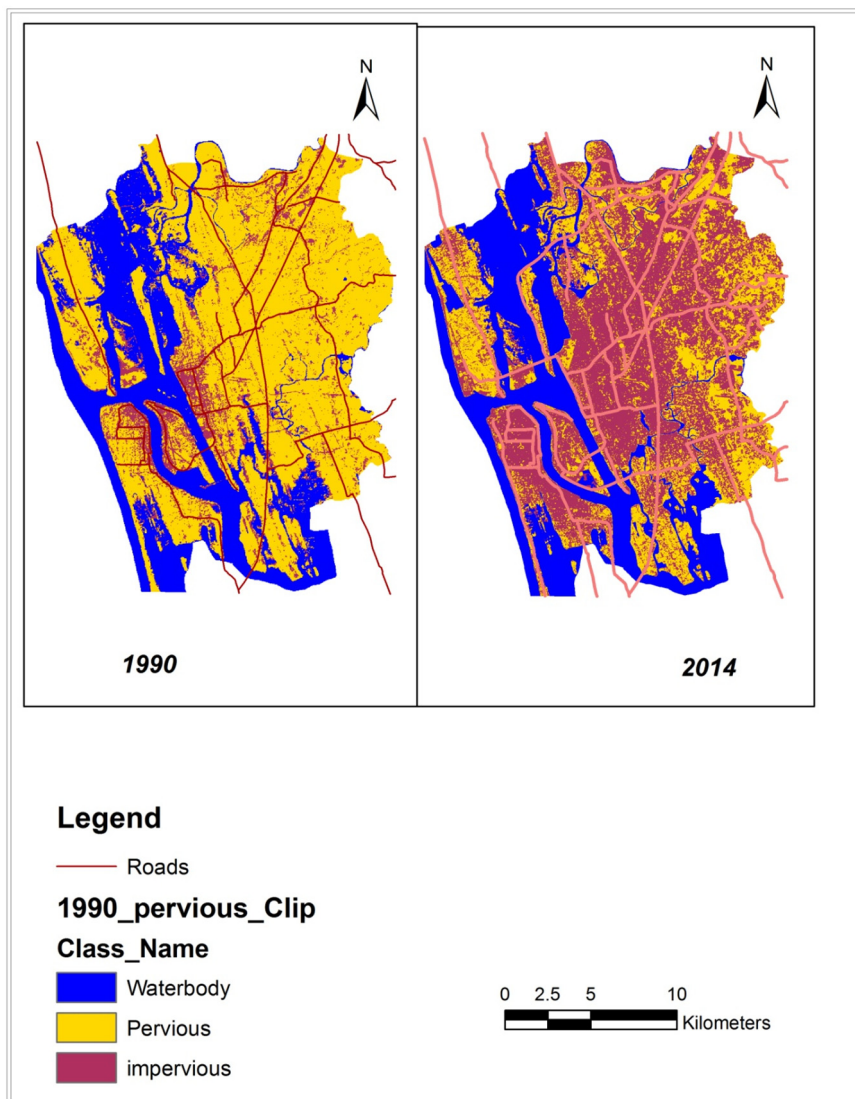 N
N
1990
2014
Legend
Roads
1990_pervious_Clip
Class_Name
Waterbody
Pervious
impervious
0 2.5 5 10
Kilometers